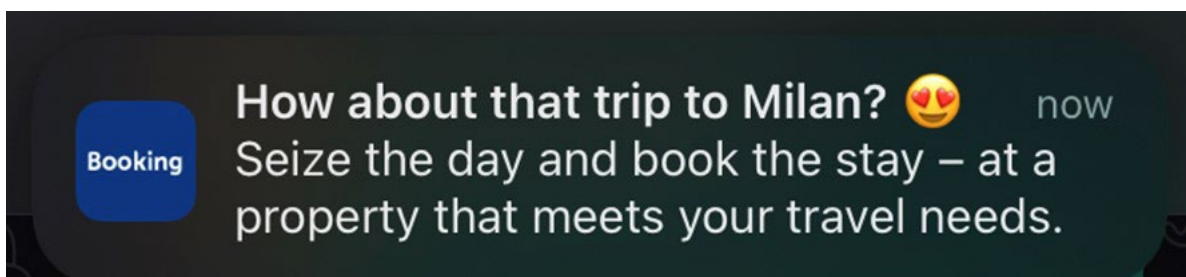 How about that trip to Milan? 😍
now
Booking
Seize the day and book the stay – at a
property that meets your travel needs.